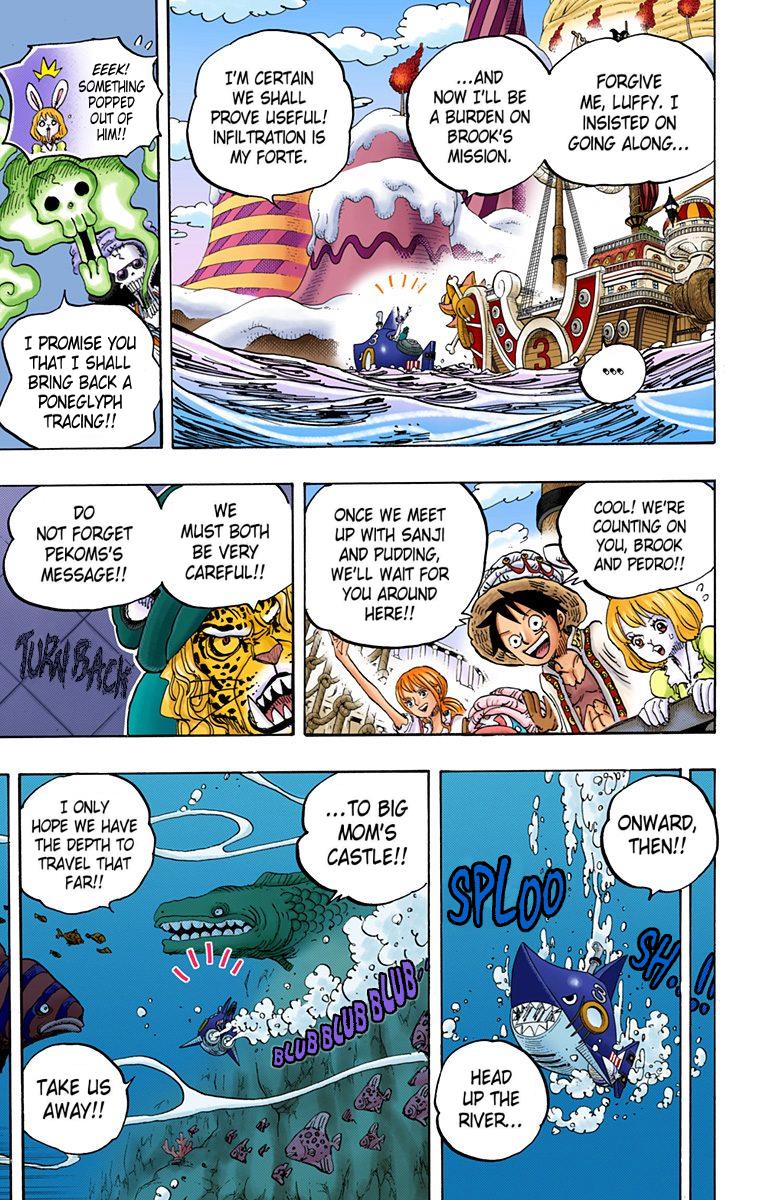 FORGIVE
ME, LUFFY. I
INSISTED ON
GOING ALONG...
...AND
NOW I'LL BE
A BURDEN ON
BROOK'S
MISSION.
I'M CERTAIN
WE SHALL
PROVE USEFUL!
INFILTRATION IS
MY FORTE.
3
...
EEEK!
SOMETHING
POPPED
OUT OF
HIM!!
I PROMISE YOU
THAT I SHALL
BRING BACK A
PONEGLYPH
TRACING!!
COOL! WE'RE
COUNTING ON
YOU, BROOK
AND PEDRO!!
ONCE WE MEET
UP WITH SANJI
AND PUDDING,
WE'LL WAIT FOR
YOU AROUND
HERE!!
WE
MUST BOTH
BE VERY
CAREFUL!!
DO
NOT FORGET
PEKOMS'S
MESSAGE!!
TURN BACK
ONWARD,
THEN!!
SPLOO
SH...!!
HEAD
UP THE
RIVER...
...TO BIG
MOM'S
CASTLE!!
BLUB BLUB BLUB
I ONLY
HOPE WE HAVE
THE DEPTH TO
TRAVEL THAT
FAR!!
TAKE US
AWAY!!